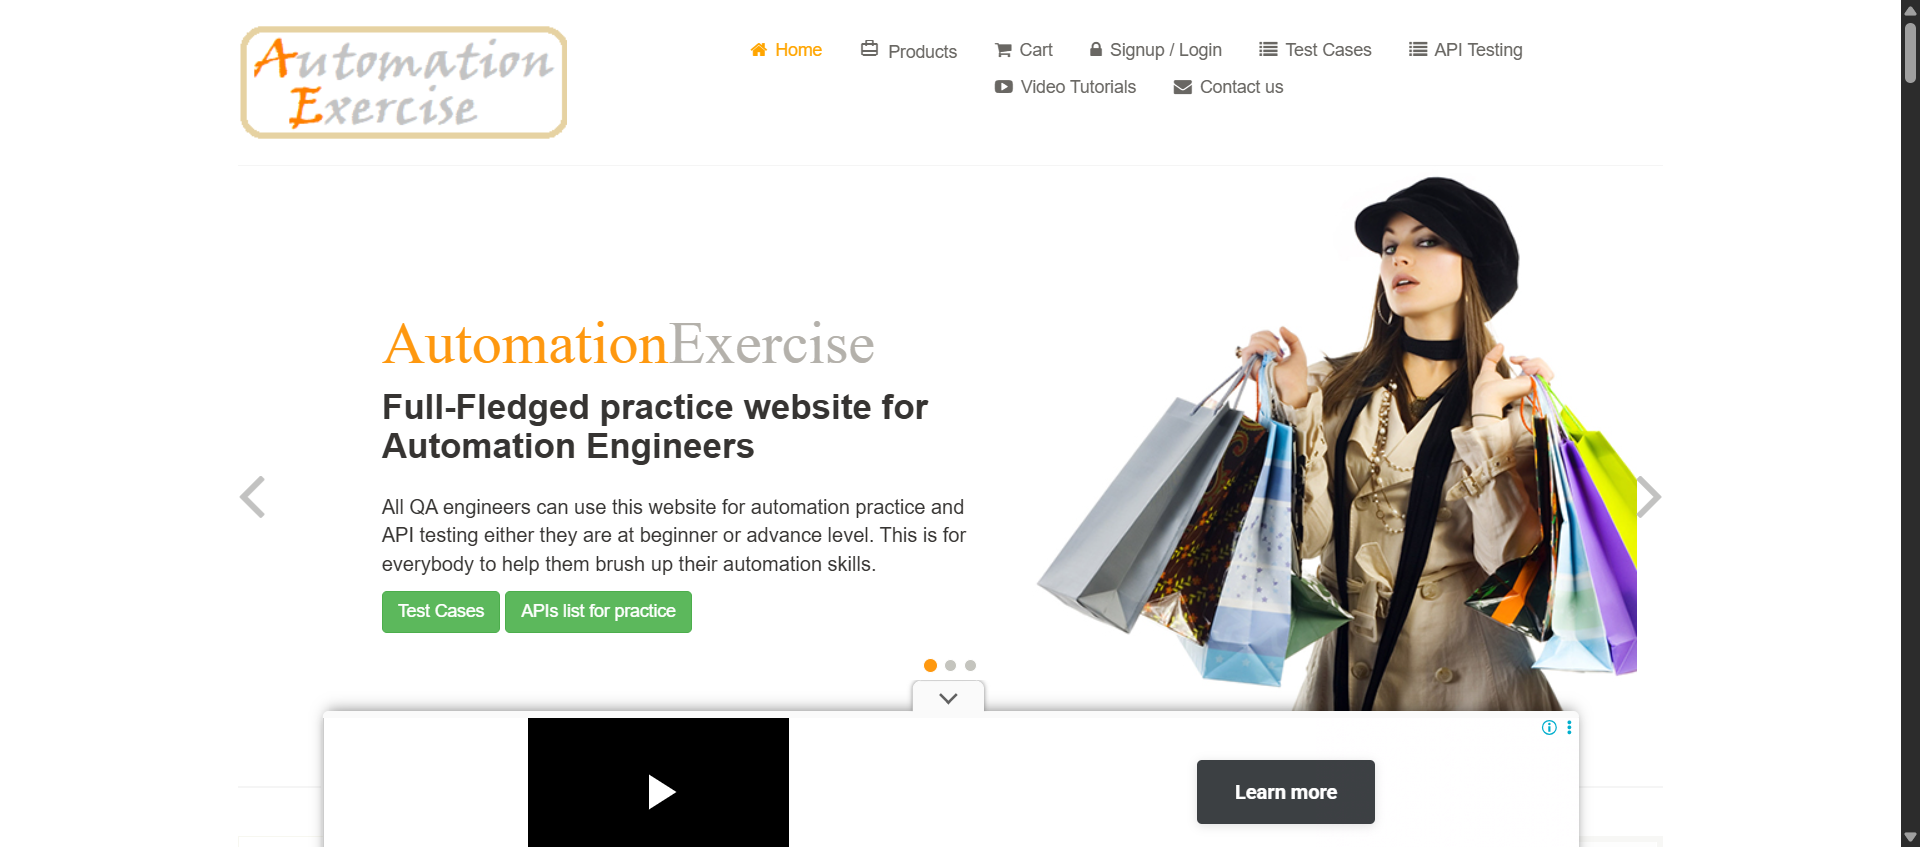 Automation
Exercise
Home Products Cart Signup / Login Test Cases API Testing
Video Tutorials Contact us
AutomationExercise
Full-Fledged practice website for
Automation Engineers
All QA engineers can use this website for automation practice and
API testing either they are at beginner or advance level. This is for
everybody to help them brush up their automation skills.
Test Cases APIs list for practice
Learn more